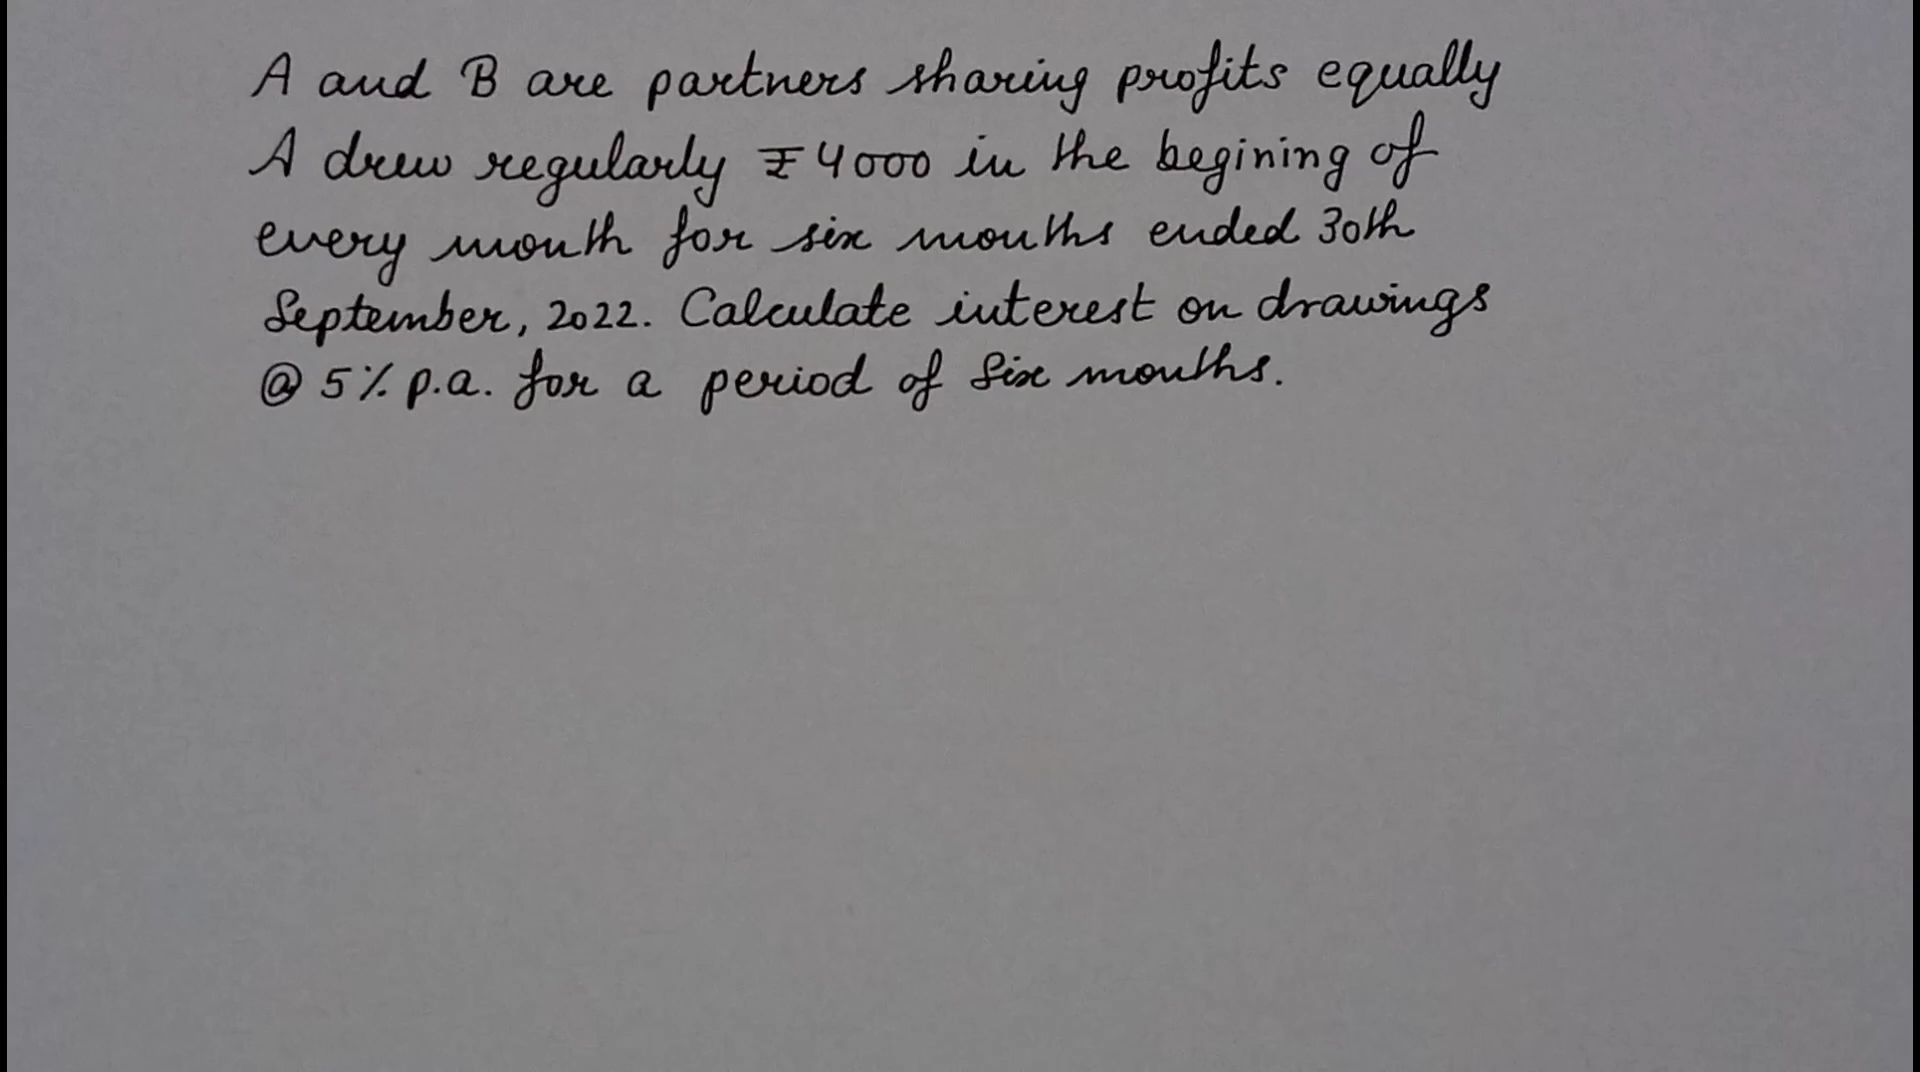 A and B are partners sharing profits equally
A drew regularly ₹4000 in the begining of
every month for six months ended 30th
September, 2022. Calculate interest on drawings
@ 5% p.a. for a period of Six months.